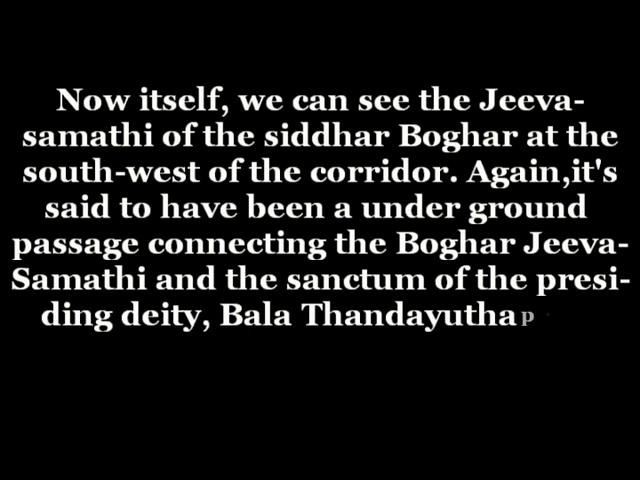 Now itself, we can see the Jeeva-
samathi of the siddhar Boghar at the
south-west of the corridor. Again,it's
said to have been a under ground
passage connecting the Boghar Jeeva-
Samathi and the sanctum of the presi-
ding deity, Bala Thandayuthap